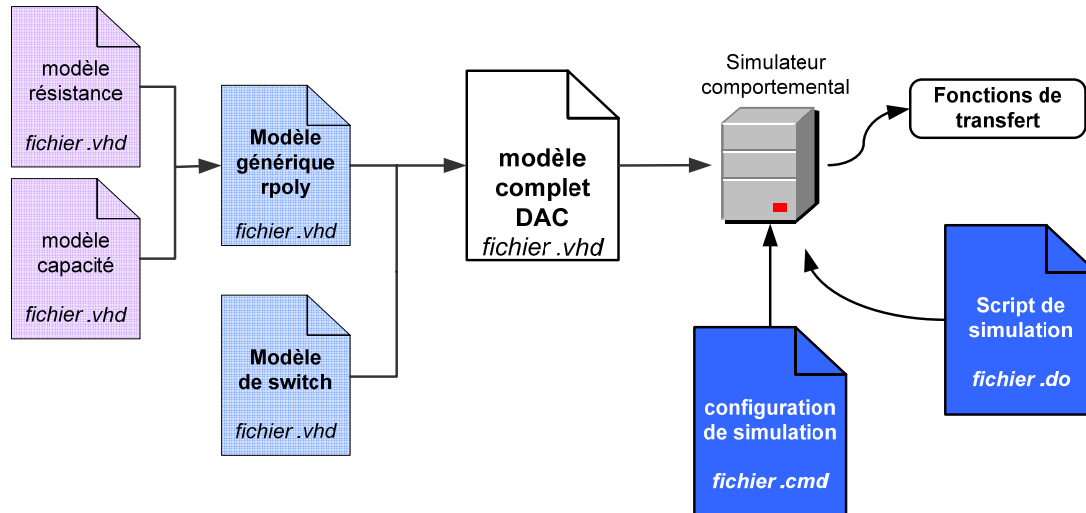 modèle
résistance
fichier .vhd
modèle
capacité
fichier .vhd
Modèle
générique
rpoly
fichier .vhd
Modèle
de switch
fichier .vhd
modèle
complet
DAC
fichier .vhd
Simulateur
comportemental
Fonctions de
transfert
configuration
de simulation
fichier .cmd
Script de
simulation
fichier .do